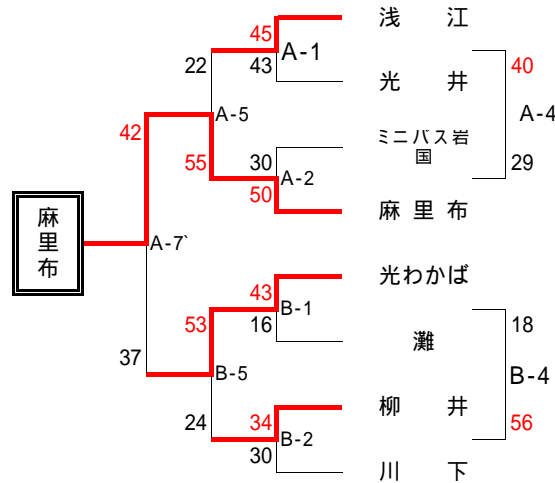 浅江
45
A-1
22
43
40
光井
A-4
42
A-5
ミニバス岩国
55
30
A-2
29
50
麻里布
麻里布
A-7`
光わかば
43
53
B-1
16
18
灘
37
B-5
B-4
24
34
柳井
56
B-2
30
川下